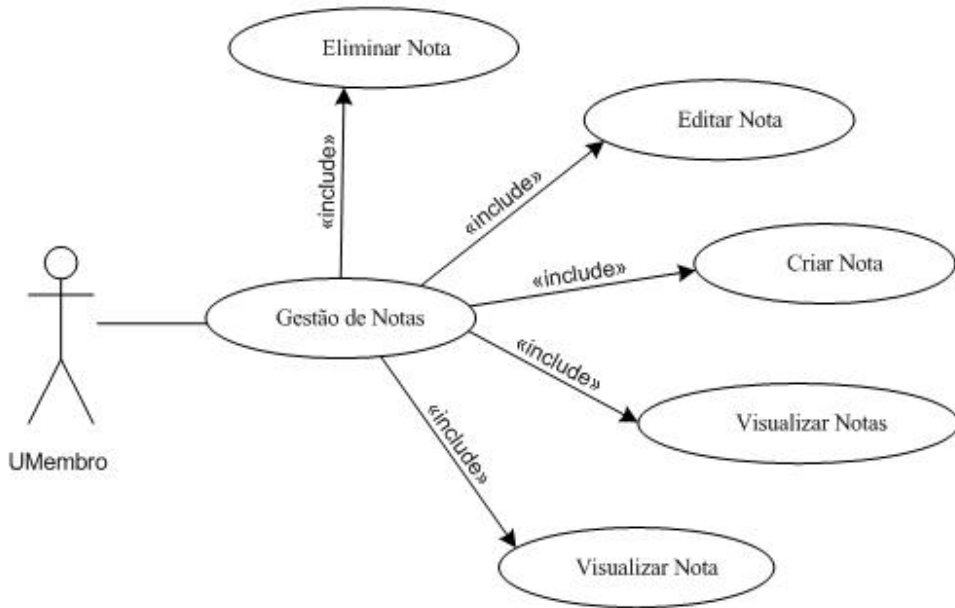 Eliminar Nota
Editar Nota
«include»
«include»
Criar Nota
«include»
Gestão de Notas
«include»
Visualizar Notas
«include»
UMembro
Visualizar Nota